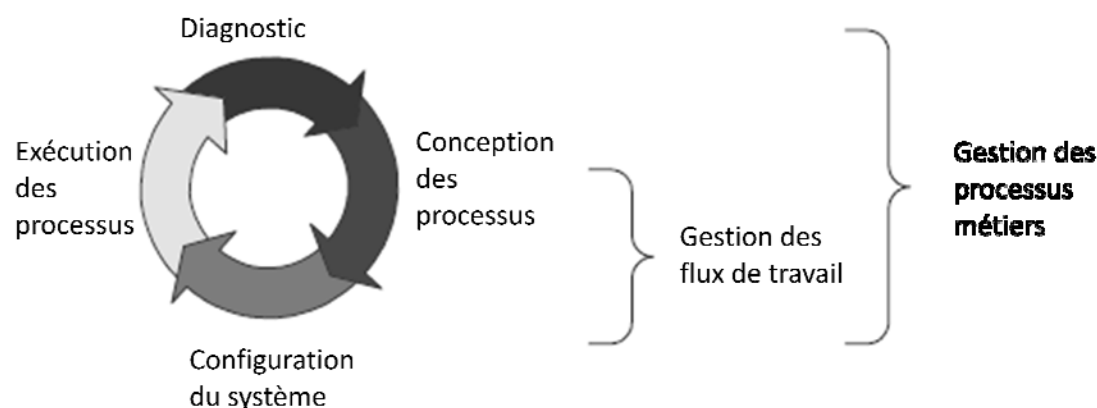 Diagnostic
Exécution
des
processus
Conception
des
processus
Configuration
du système
Gestion des
flux de travail
Gestion des
processus
métiers